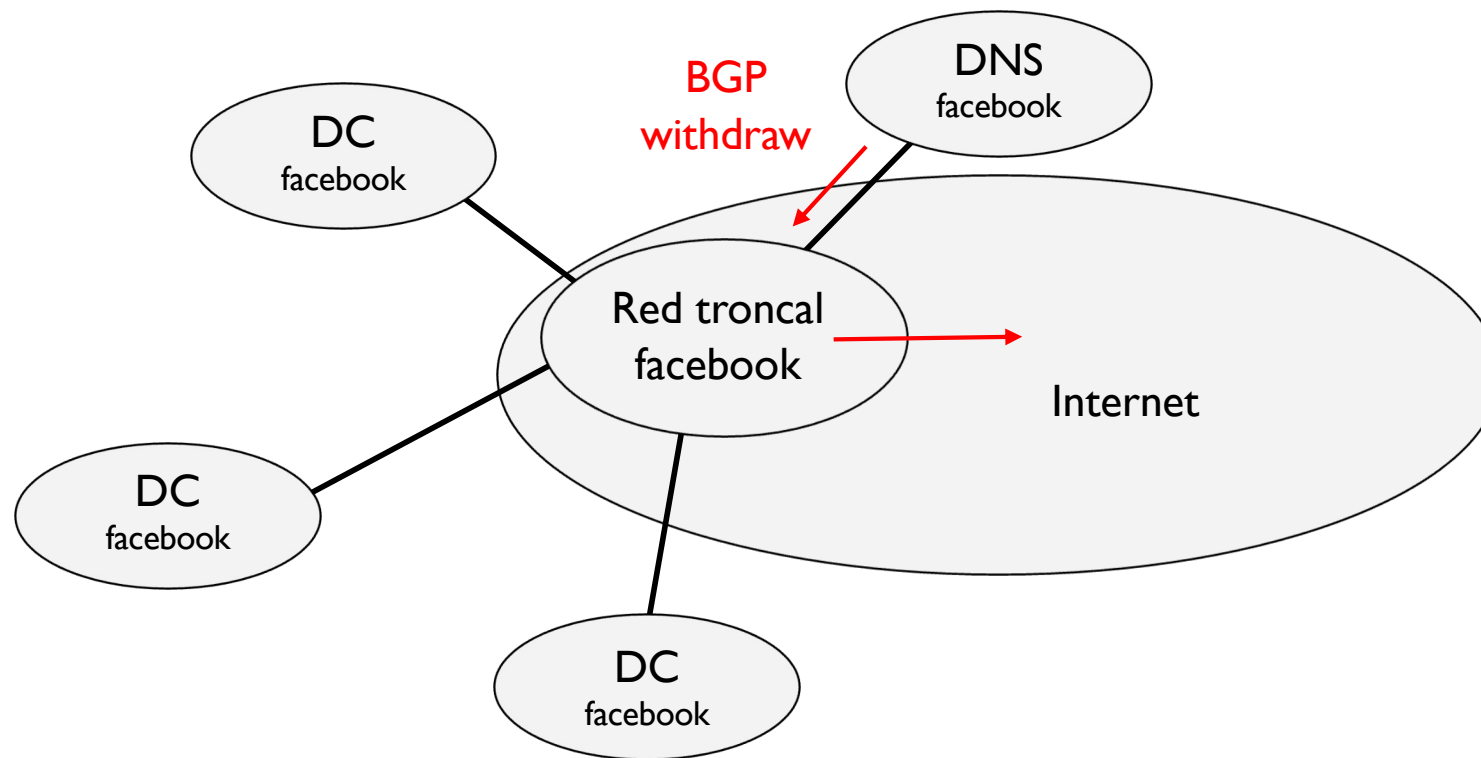 BGP
withdraw
DNS
facebook
DC
facebook
Red troncal
facebook
Internet
DC
facebook
DC
facebook